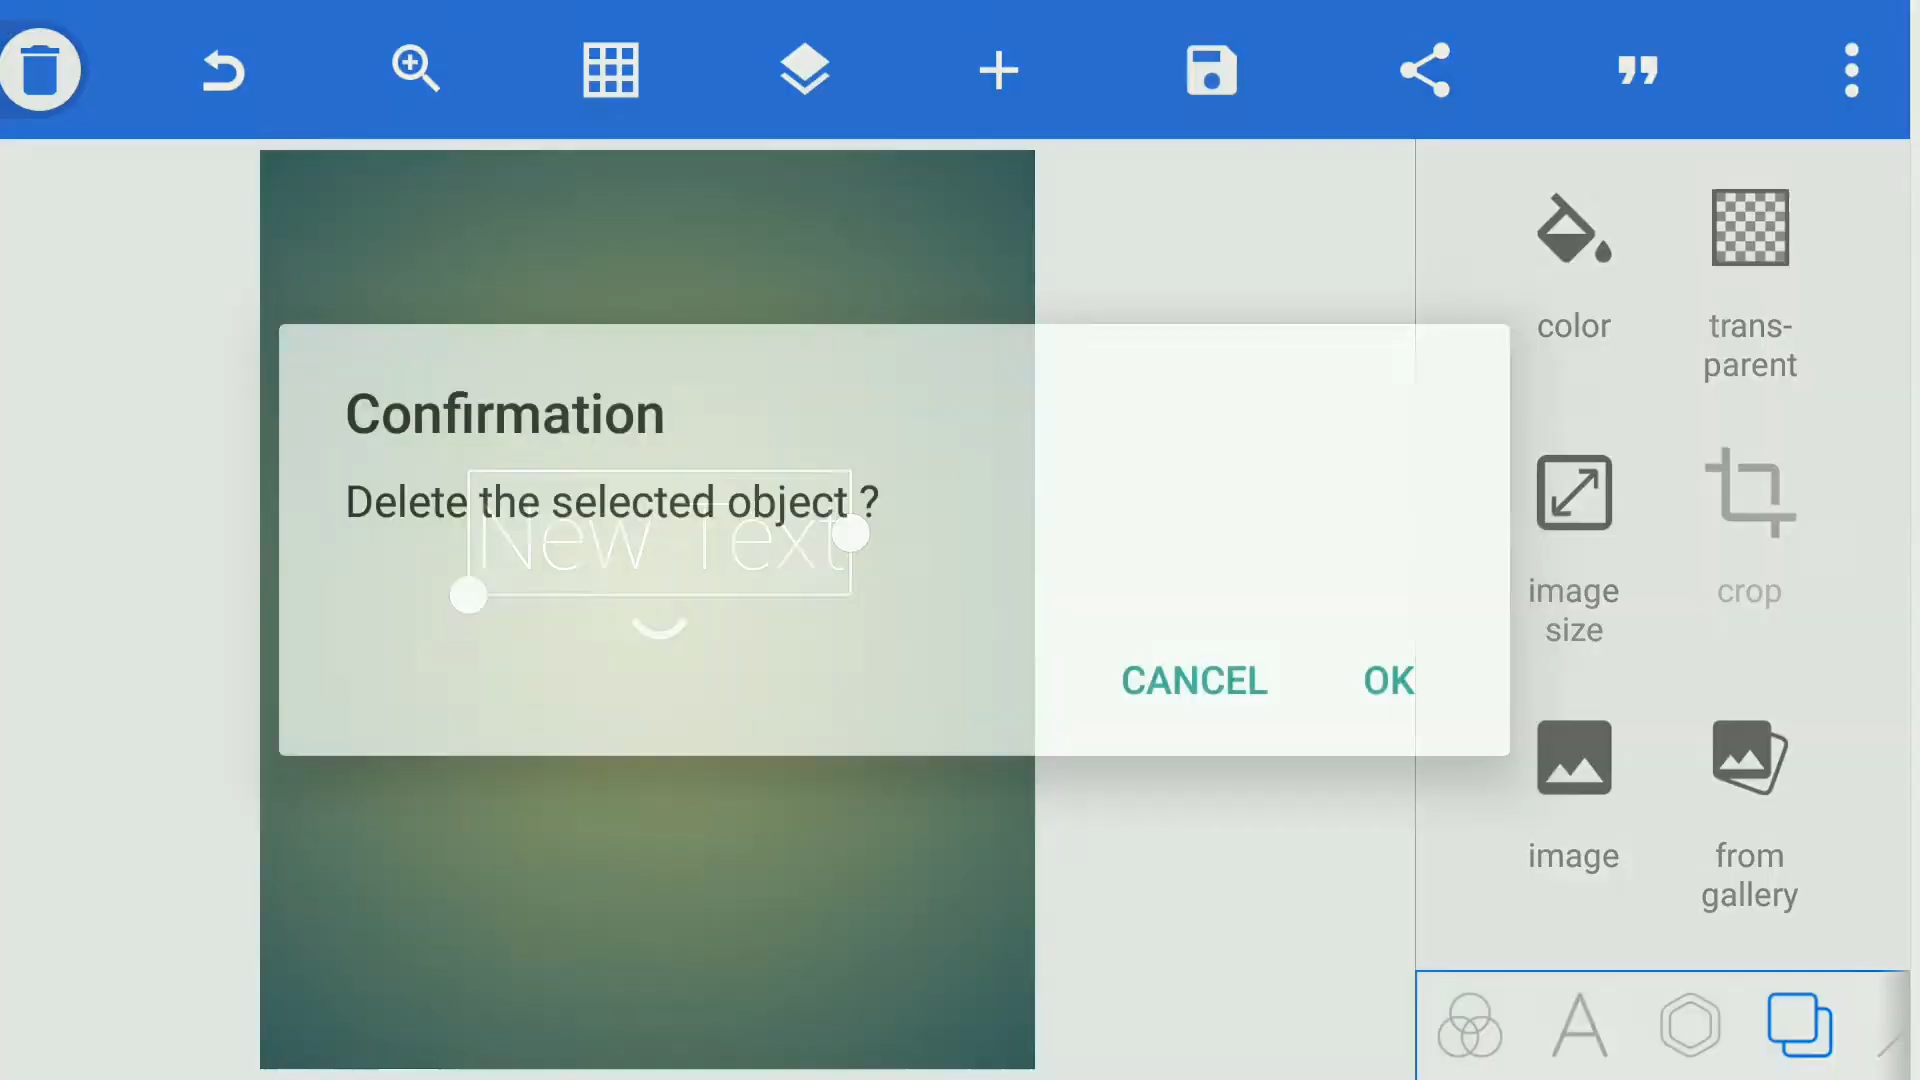 Confirmation
Delete the selected object ?
New Text
CANCEL OK
color
trans-
parent
image
size
crop
image
from
gallery